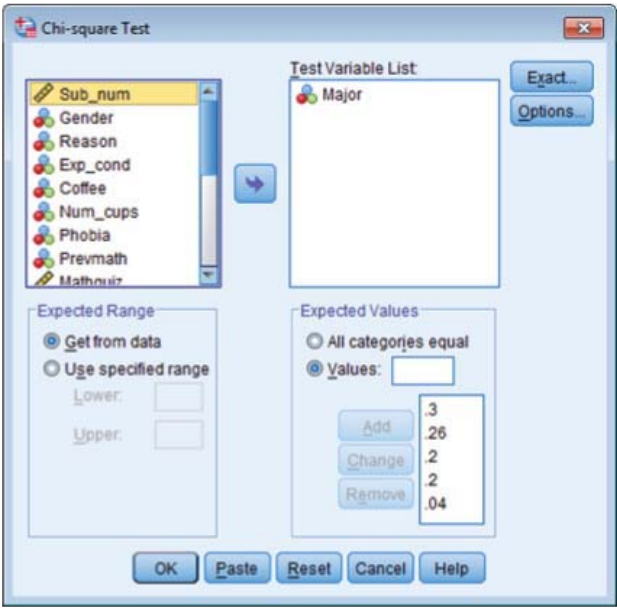 Chi-square Test
Sub_num
Gender
Reason
Exp_cond
Coffee
Num_cups
Phobia
Prevmath
Mathquiz
Test Variable List:
Major
Exact...
Options...
Expected Range
Get from data
Use specified range
Lower:
Upper:
Expected Values
All categories equal
Values:
Add
Change
Remove
.3
.26
.2
.2
.04
OK
Paste
Reset
Cancel
Help